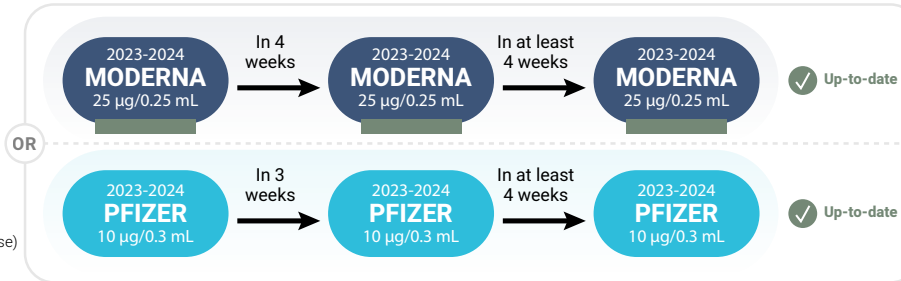 In 4
weeks
In at least
4 weeks
2023-2024
MODERNA
25 µg/0.25 mL
2023-2024
MODERNA
25 µg/0.25 mL
2023-2024
MODERNA
25 µg/0.25 mL
Up-to-date
OR
In 3
weeks
In at least
4 weeks
2023-2024
PFIZER
10 µg/0.3 mL
2023-2024
PFIZER
10 µg/0.3 mL
2023-2024
PFIZER
10 µg/0.3 mL
Up-to-date
se)